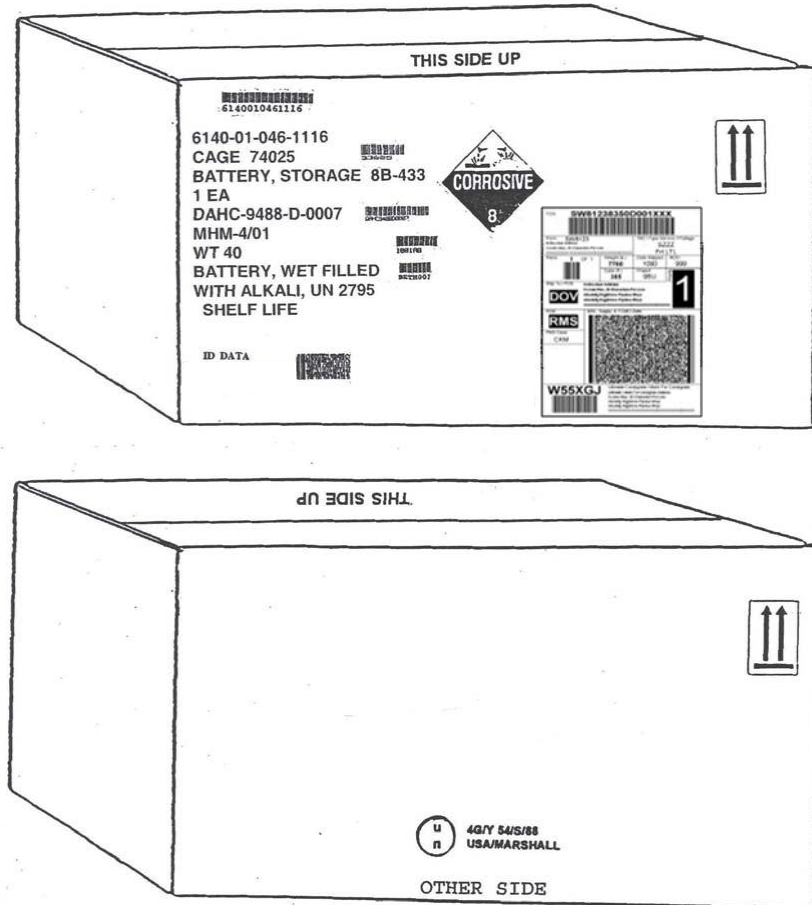 THIS SIDE UP
6140010461116
6140-01-046-1116
CAGE 74025
BATTERY, STORAGE 8B-433
1 EA
DAHC-9488-D-0007
MHM-4/01
WT 40
BATTERY, WET FILLED
WITH ALKALI, UN 2795
SHELF LIFE
ID DATA
CORROSIVE
8
SW81238350D001XXX
1
DOV
RMS
W55XGJ
THIS SIDE UP
u
n
4G/Y 54/S/88
USA/MARSHALL
OTHER SIDE